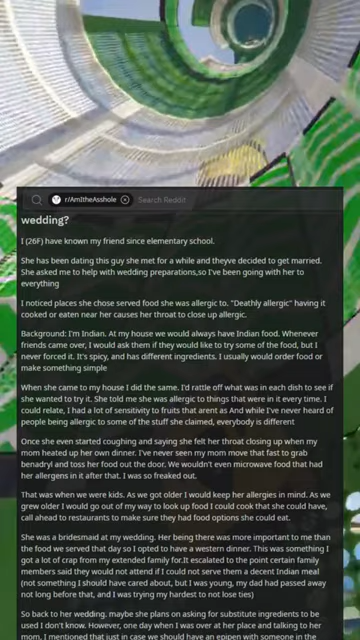 r/AmItheAsshole Search Reddit
wedding?
I (26F) have known my friend since elementary school.
She has been dating this guy she met for a while and theyve decided to get married.
She asked me to help with wedding preparations,so I've been going with her to
everything
I noticed places she chose served food she was allergic to. "Deathly allergic" having it
cooked or eaten near her causes her throat to close up allergic.
Background: I'm Indian. At my house we would always have Indian food. Whenever
friends came over, I would ask them if they would like to try some of the food, but I
never forced it. It's spicy, and has different ingredients. I usually would order food or
make something simple
When she came to my house I did the same. I'd rattle off what was in each dish to see if
she wanted to try it. She told me she was allergic to things that were in it every time. I
could relate, I had a lot of sensitivity to fruits that arent as And while I've never heard of
people being allergic to some of the stuff she claimed, everybody is different
Once she even started coughing and saying she felt her throat closing up when my
mom heated up her own dinner. I've never seen my mom move that fast to grab
benadryl and toss her food out the door. We wouldn't even microwave food that had
her allergens in it after that. I was so freaked out.
That was when we were kids. As we got older I would keep her allergies in mind. As we
grew older I would go out of my way to look up food I could cook that she could have,
call ahead to restaurants to make sure they had food options she could eat.
She was a bridesmaid at my wedding. Her being there was more important to me than
the food we served that day so I opted to have a western dinner. This was something I
got a lot of crap from my extended family for.It escalated to the point certain family
members said they would not attend if I could not serve them a decent Indian meal
(not something I should have cared about, but I was young, my dad had passed away
not long before that, and I was trying my hardest to not lose ties)
So back to her wedding. maybe she plans on asking for substitute ingredients to be
used I don't know. However, one day when I was over at her place and talking to her
mom, I mentioned that just in case we should have an epipen with someone in the